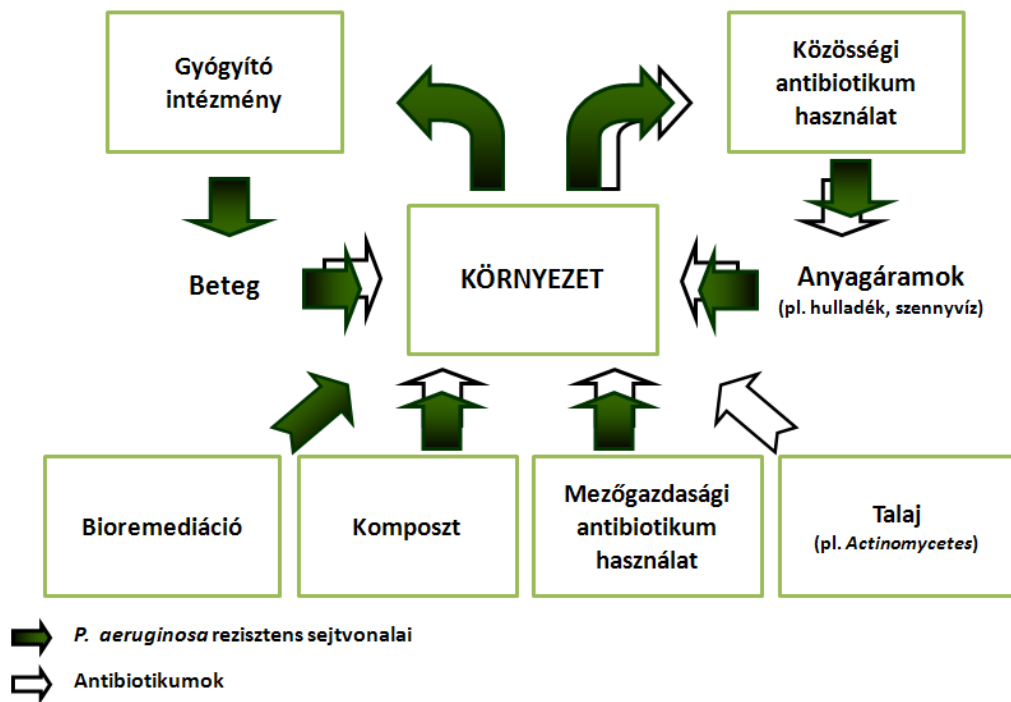 Gyógyító
intézmény
Közösségi
antibiotikum
használat
Beteg
KÖRNYEZET
Anyagáramok
(pl. hulladék, szennyvíz)
Bioremediáció
Komposzt
Mezőgazdasági
antibiotikum
használat
Talaj
(pl. Actinomycetes)
P. aeruginosa rezisztens sejtvonalai
Antibiotikumok